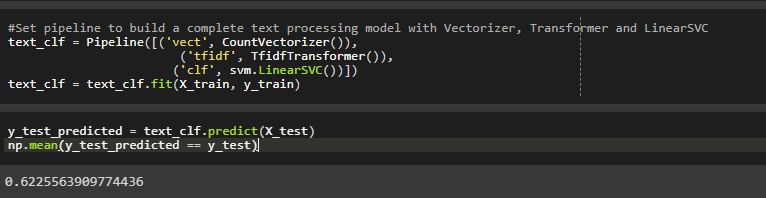 #Set pipeline to build a complete text processing model with Vectorizer, Transformer and LinearSVC
text_clf = Pipeline([('vect', CountVectorizer()),
('tfidf', TfidfTransformer()),
('clf', svm.LinearSVC())])
text_clf = text_clf.fit(X_train, y_train)
y_test_predicted = text_clf.predict(X_test)
np.mean(y_test_predicted == y_test)
0.6225563909774436